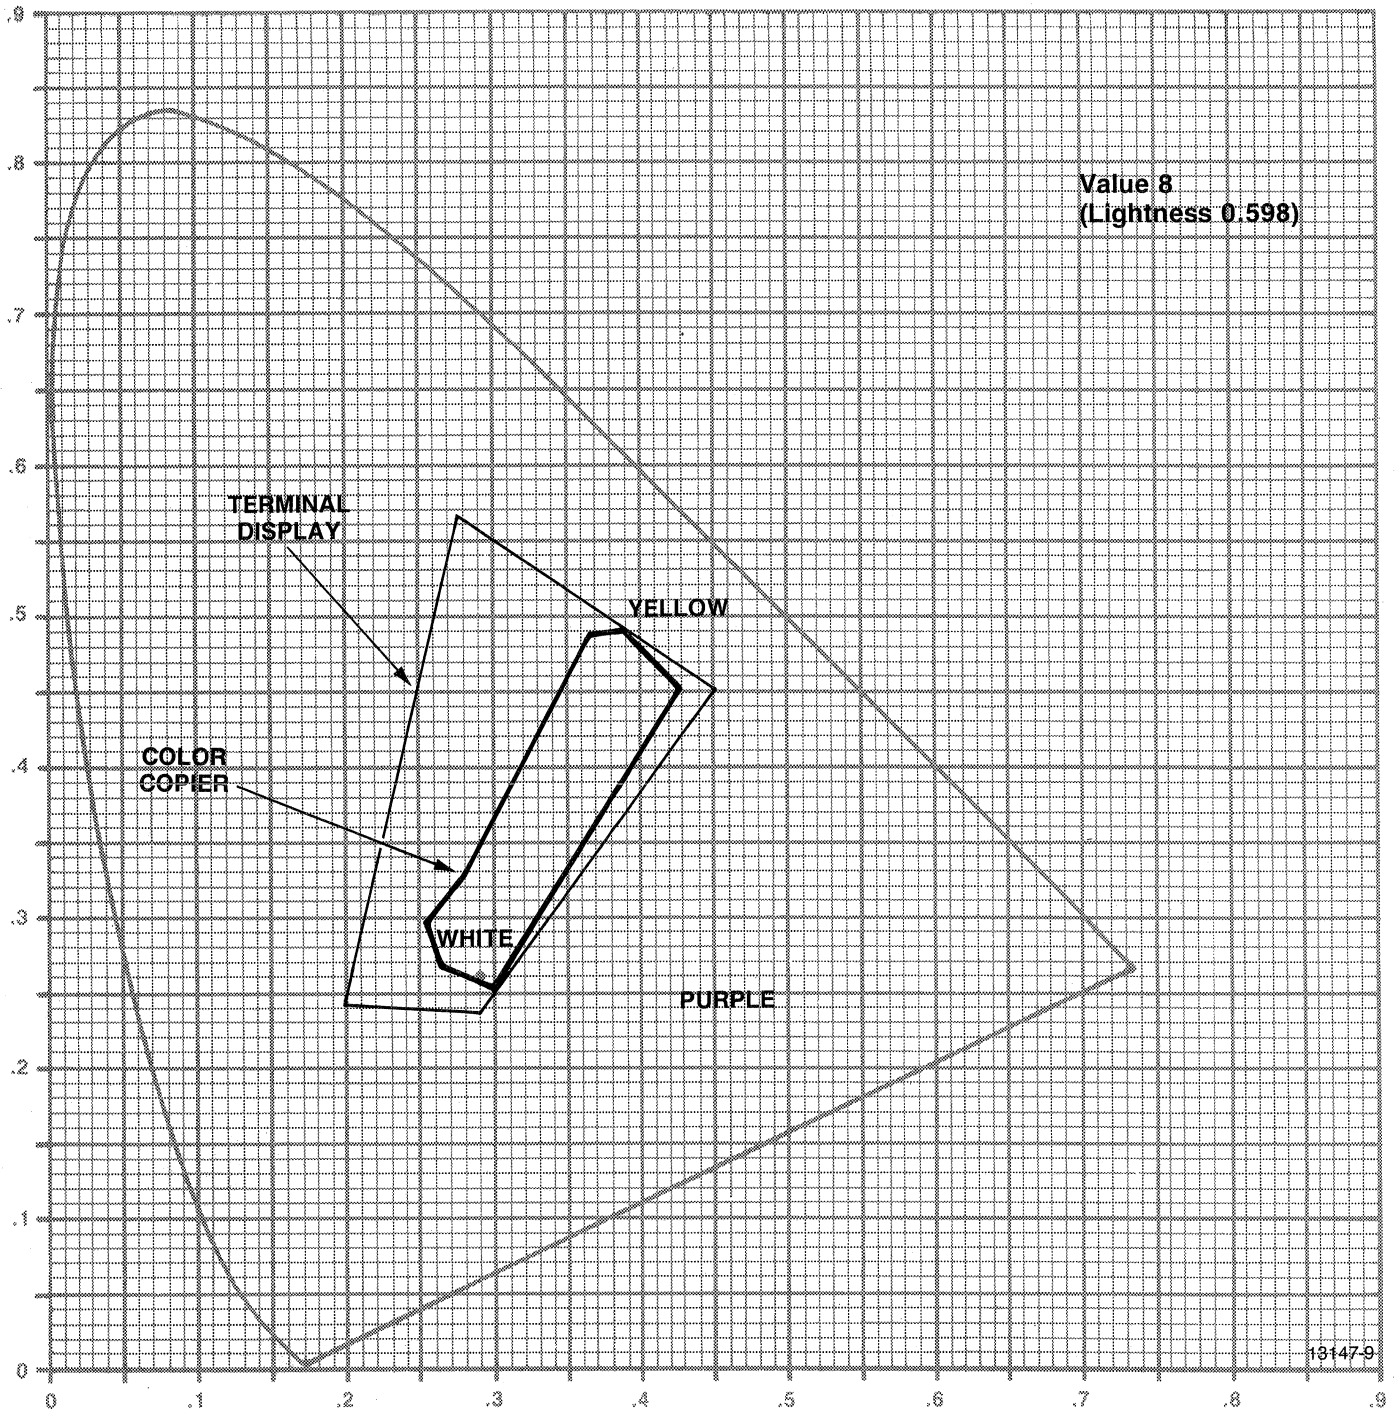 .9
.8
Value 8
(Lightness 0.598)
.7
.6
TERMINAL
DISPLAY
.5
YELLOW
COLOR
COPIER
.4
.3
WHITE
PURPLE
.2
.1
13147-9
0
0 .1 .2 .3 .4 .5 .6 .7 .8 .9